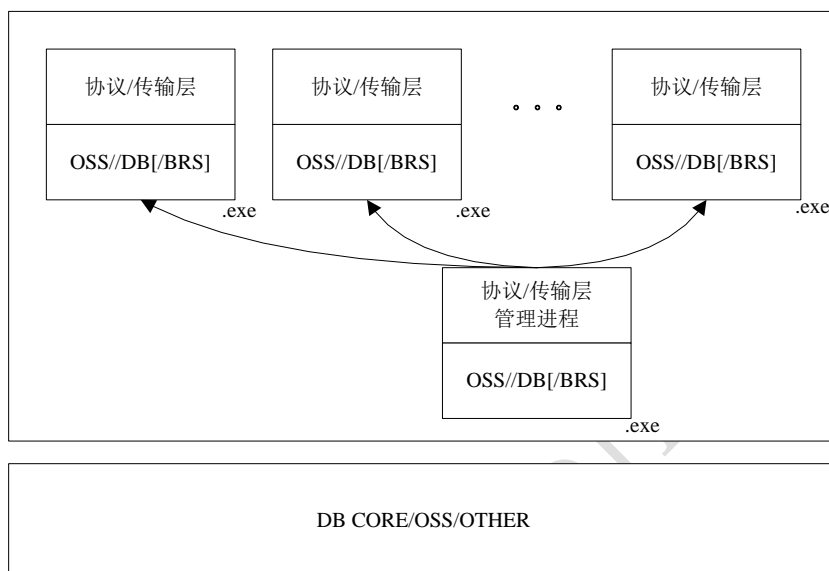 协议/传输层
协议/传输层
。。。
协议/传输层
OSS//DB[/BRS]
OSS//DB[/BRS]
OSS//DB[/BRS]
.exe
.exe
.exe
协议/传输层
管理进程
OSS//DB[/BRS]
.exe
DB CORE/OSS/OTHER